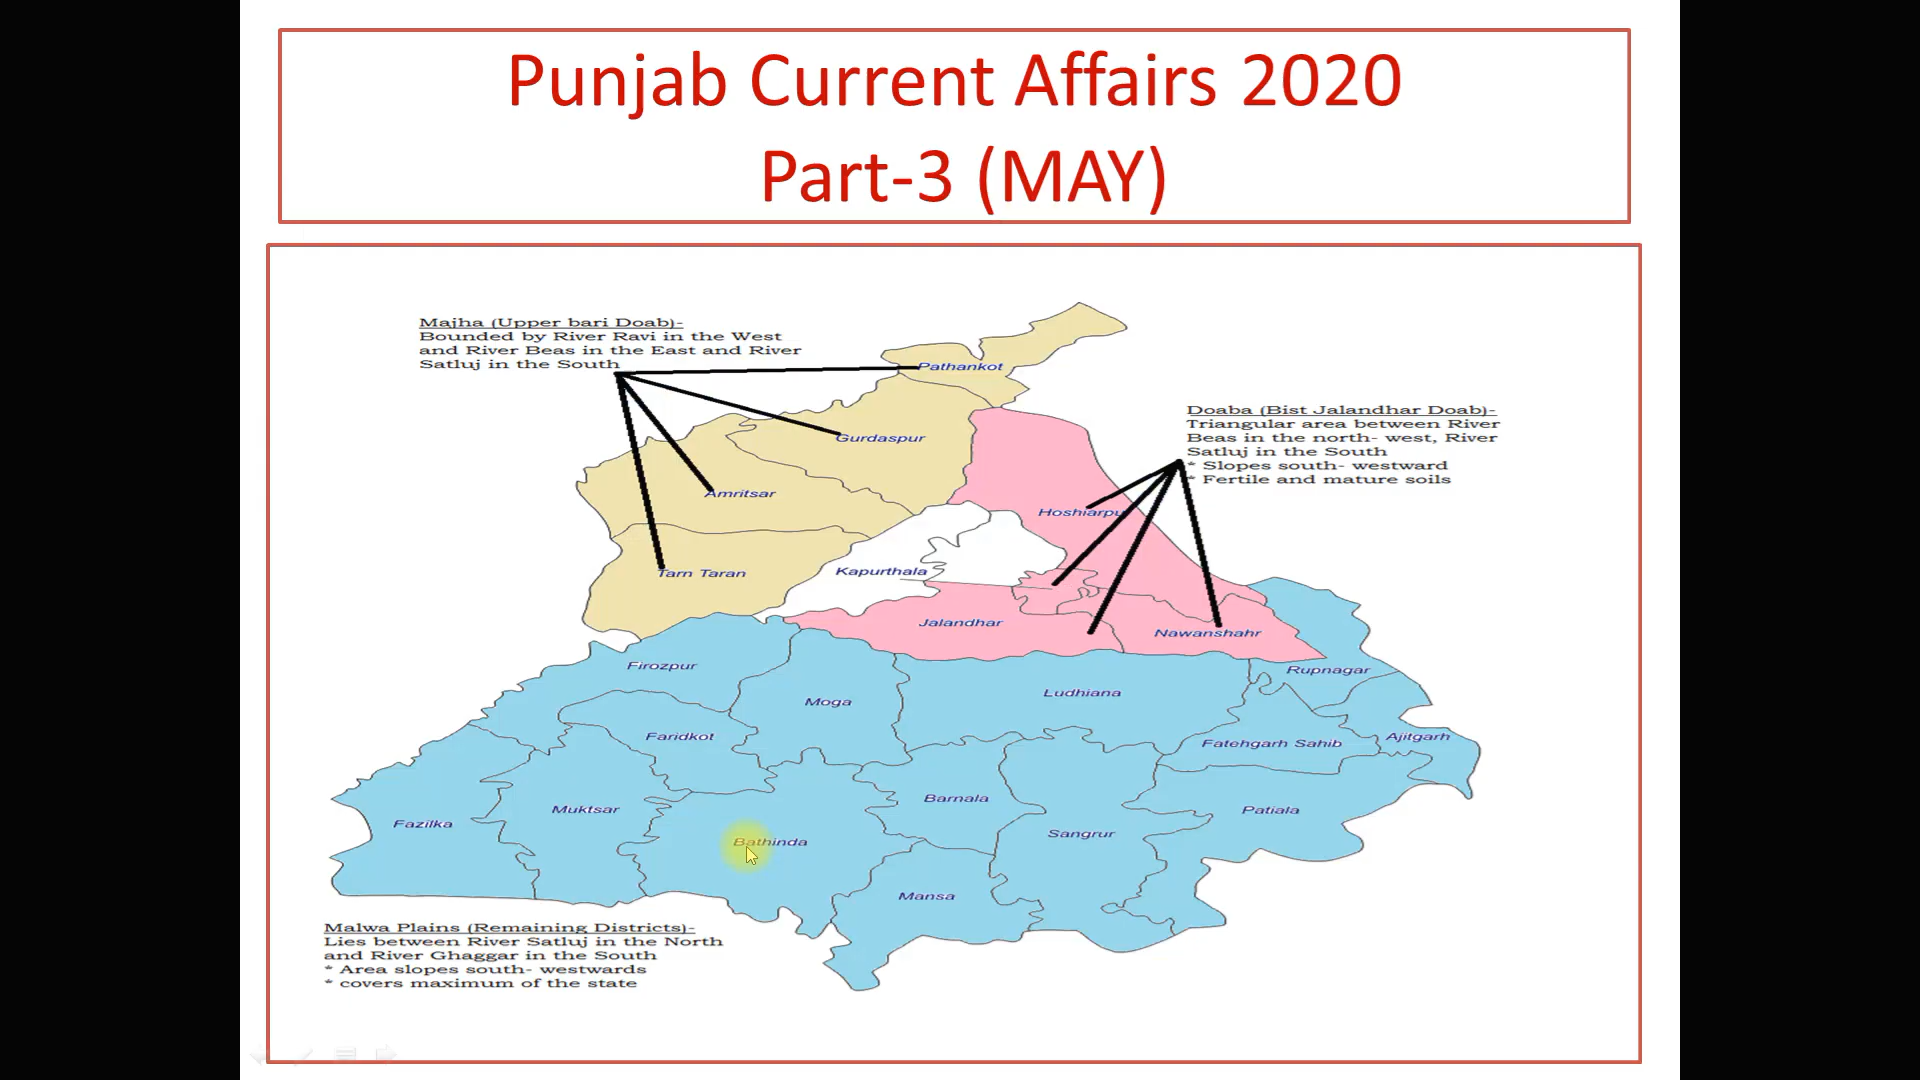 Punjab Current Affairs 2020
Part-3 (MAY)
Majha (Upper bari Doab)-
Bounded by River Ravi in the West
and River Beas in the East and River
Satluj in the South
Pathankot
Gurdaspur
Amritsar
Tarn Taran
Doaba (Bist Jalandhar Doab)-
Triangular area between River
Beas in the north- west, River
Satluj in the South
* Slopes south- westward
* Fertile and mature soils
Hoshiarpu
Kapurthala
Jalandhar
Nawanshahr
Firozpur
Moga
Ludhiana
Rupnagar
Faridkot
Fatehgarh Sahib
Ajitgarh
Fazilka
Muktsar
Bathinda
Barnala
Sangrur
Patiala
Mansa
Malwa Plains (Remaining Districts)-
Lies between River Satluj in the North
and River Ghaggar in the South
* Area slopes south- westwards
* covers maximum of the state